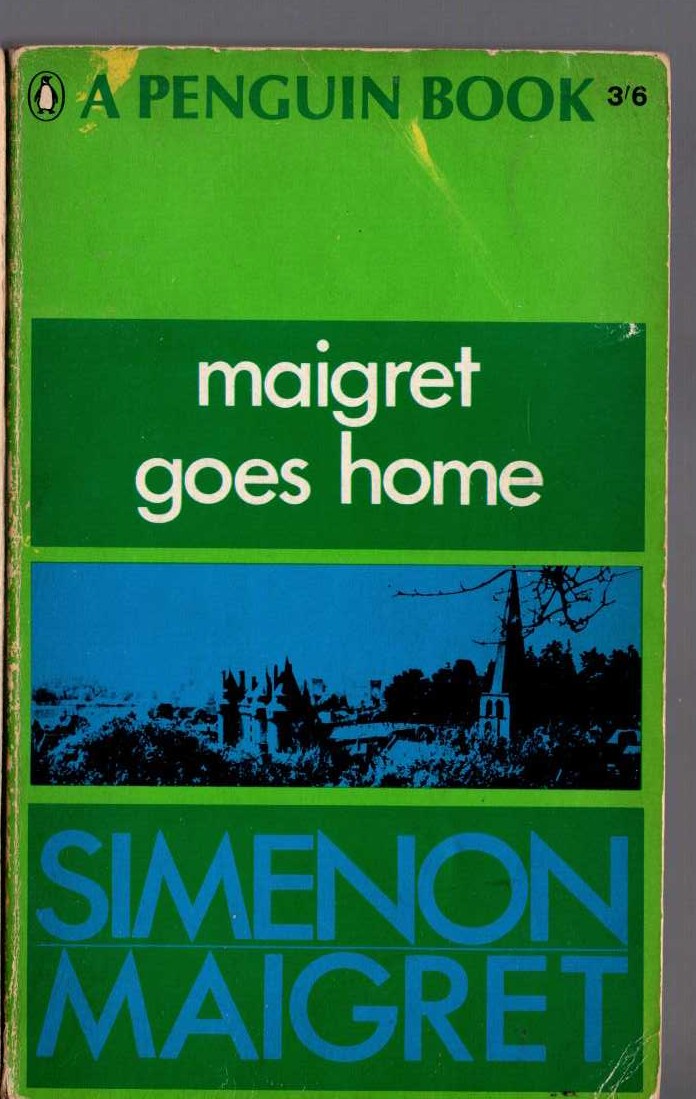 A PENGUIN BOOK 3/6
maigret
goes home
SIMENON
MAIGRET